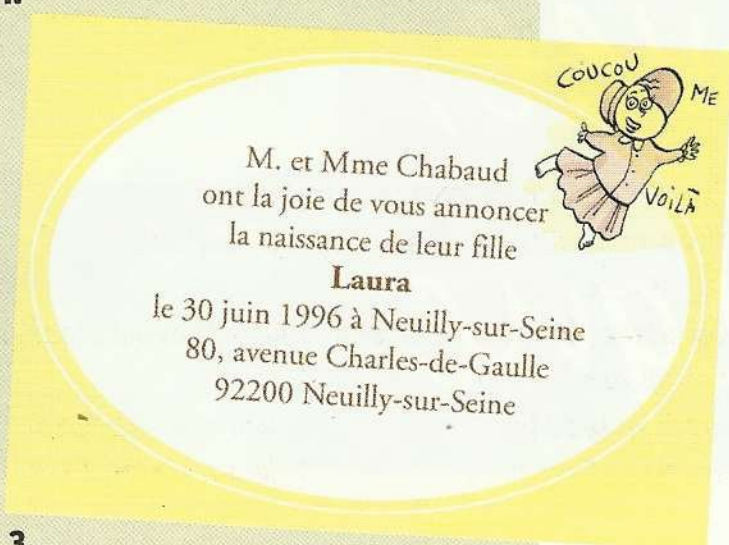 COUCOU
ME
VOILÀ
M. et Mme Chabaud
ont la joie de vous annoncer
la naissance de leur fille
Laura
le 30 juin 1996 à Neuilly-sur-Seine
80, avenue Charles-de-Gaulle
92200 Neuilly-sur-Seine
3